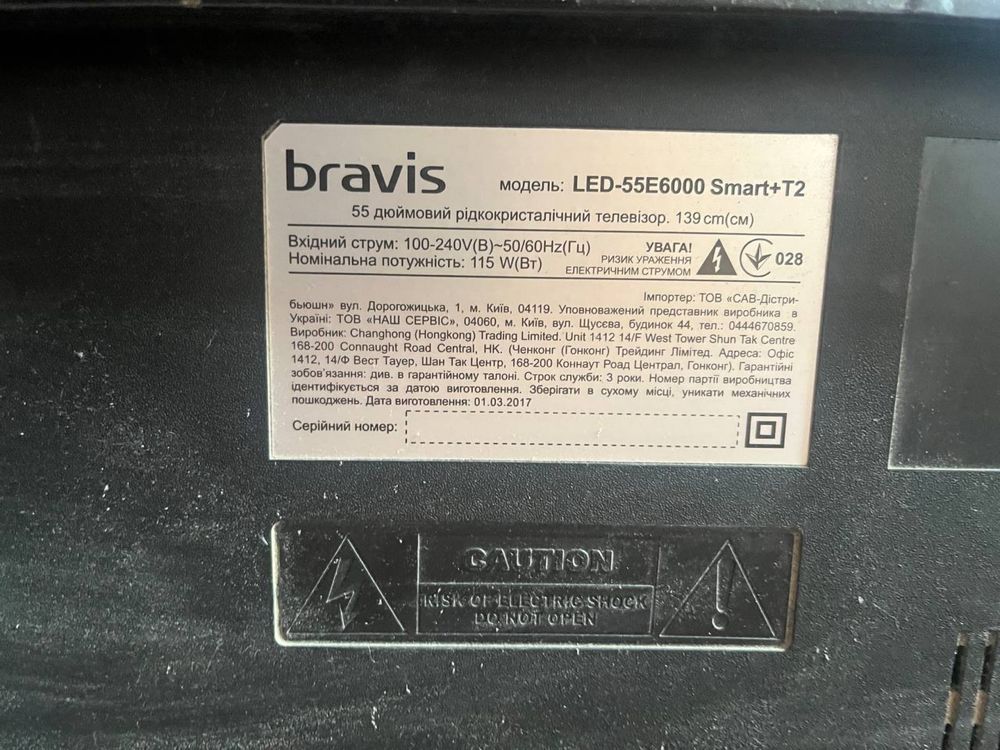 bravis
модель: LED-55E6000 Smart+T2
55 дюймовий рідкокристалічний телевізор. 139 cm(см)
Вхідний струм: 100-240V(В)~50/60Hz(Гц)
Номінальна потужність: 115 W(Вт)
УВАГА!
РИЗИК УРАЖЕННЯ
ЕЛЕКТРИЧНИМ СТРУМОМ
028
Імпортер: ТОВ «САВ-Дістри-
бьюшн» вул. Дорогожицька, 1, м. Київ, 04119. Уповноважений представник виробника в
Україні: ТОВ «НАШ СЕРВІС», 04060, м. Київ, вул. Щусєва, будинок 44, тел.: 0444670859.
Виробник: Changhong (Hongkong) Trading Limited. Unit 1412 14/F West Tower Shun Tak Centre
168-200 Connaught Road Central, HK. (Ченконг (Гонконг) Трейдинг Лімітед. Адреса: Офіс
1412, 14/Ф Вест Тауер, Шан Так Центр, 168-200 Коннаут Роад Централ, Гонконг). Гарантійні
зобов'язання: див. в гарантійному талоні. Строк служби: 3 роки. Номер партії виробництва
ідентифікується за датою виготовлення. Зберігати в сухому місці, уникати механічних
пошкоджень. Дата виготовлення: 01.03.2017
Серійний номер:
CAUTION
RISK OF ELECTRIC SHOCK
DO NOT OPEN